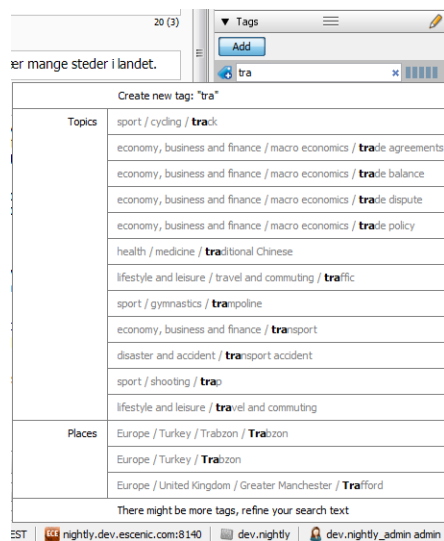 20 (3)
Tags
Add
ær mange steder i landet.
tra
Create new tag: "tra"
Topics
sport / cycling / track
economy, business and finance / macro economics / trade agreements
economy, business and finance / macro economics / trade balance
economy, business and finance / macro economics / trade dispute
economy, business and finance / macro economics / trade policy
health / medicine / traditional Chinese
lifestyle and leisure / travel and commuting / traffic
sport / gymnastics / trampoline
economy, business and finance / transport
disaster and accident / transport accident
sport / shooting / trap
lifestyle and leisure / travel and commuting
Places
Europe / Turkey / Trabzon / Trabzon
Europe / Turkey / Trabzon
Europe / United Kingdom / Greater Manchester / Trafford
There might be more tags, refine your search text
EST
ECE nightly.dev.escenic.com:8140
dev.nightly
dev.nightly_admin admin